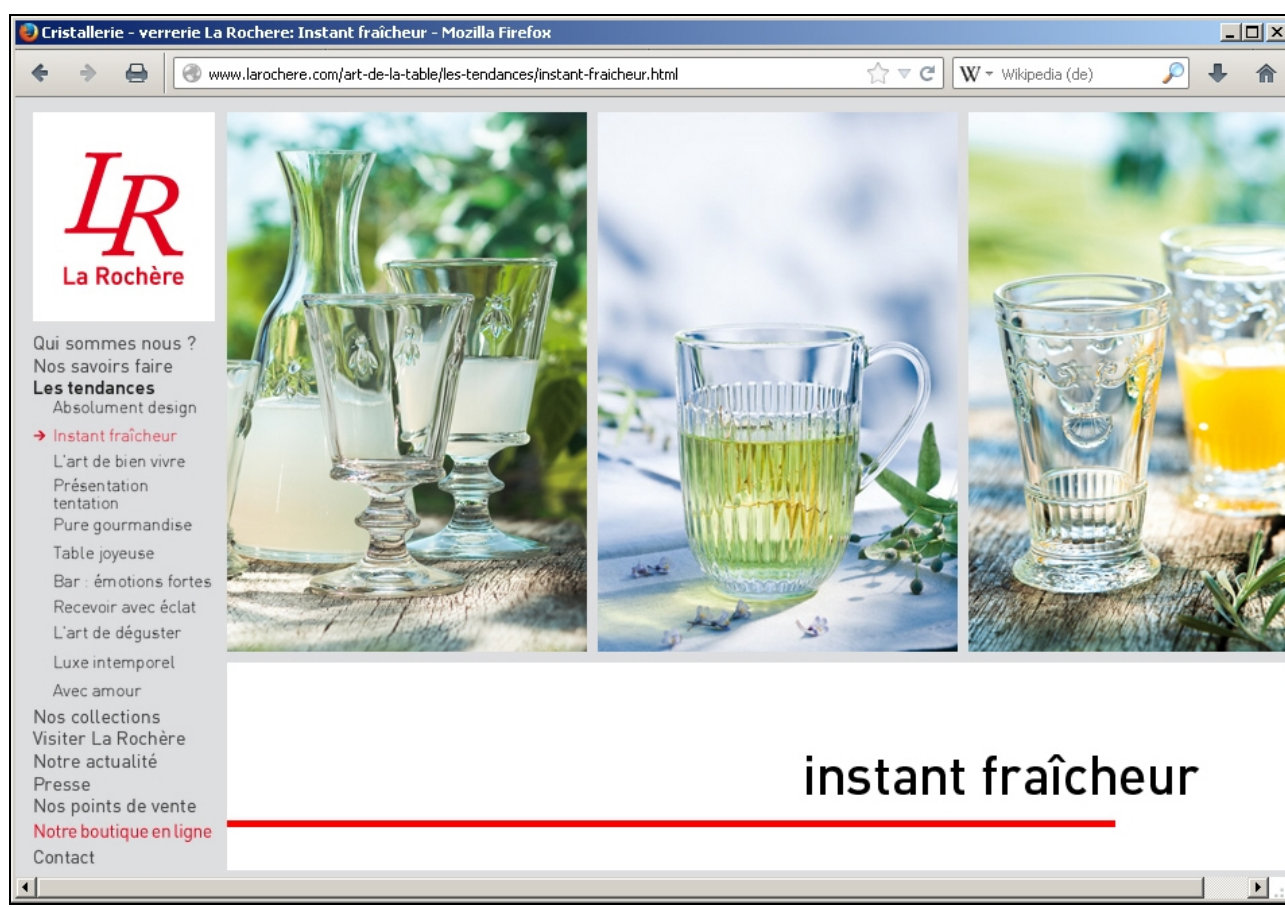 Cristallerie - verrerie La Rochere: Instant fraîcheur - Mozilla Firefox
www.larochere.com/art-de-la-table/les-tendances/instant-fraicheur.html
W Wikipedia (de)
LR
La Rochère
Qui sommes nous ?
Nos savoirs faire
Les tendances
Absolument design
Instant fraîcheur
L'art de bien vivre
Présentation
tentation
Pure gourmandise
Table joyeuse
Bar : émotions fortes
Recevoir avec éclat
L'art de déguster
Luxe intemporel
Avec amour
Nos collections
Visiter La Rochère
Notre actualité
Presse
Nos points de vente
Notre boutique en ligne
Contact
instant fraîcheur